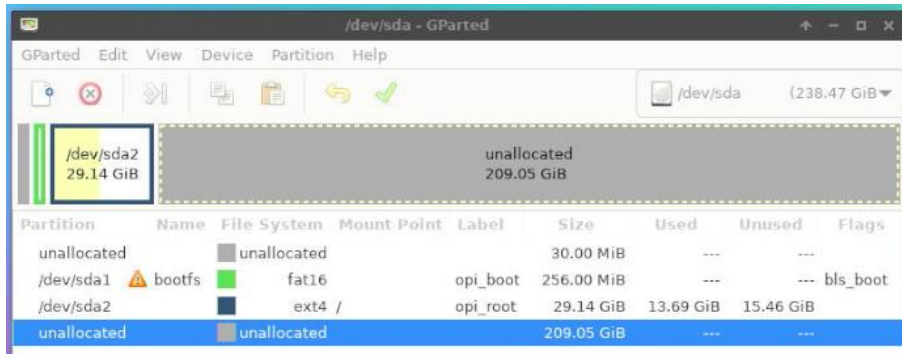 /dev/sda - GParted
GParted Edit View Device Partition Help
/dev/sda (238.47 GiB
/dev/sda2
29.14 GiB
unallocated
209.05 GiB
Partition Name File System Mount Point Label Size Used Unused Flags
unallocated unallocated 30.00 MiB --- ---
/dev/sda1 bootfs fat16 opi_boot 256.00 MiB --- --- bls_boot
/dev/sda2 ext4 / opi_root 29.14 GiB 13.69 GiB 15.46 GiB
unallocated unallocated 209.05 GiB --- ---